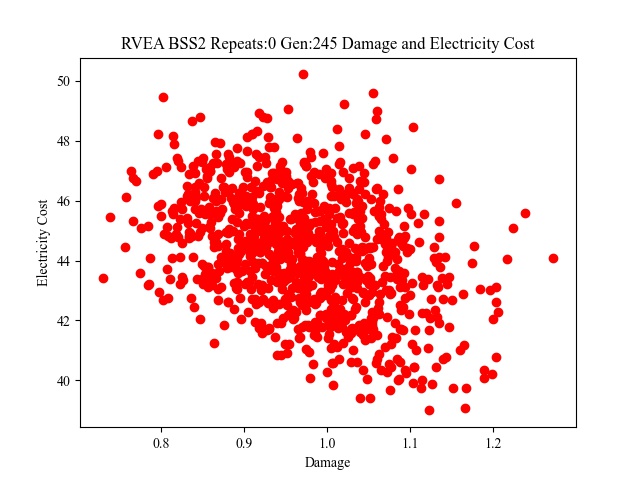 RVEA BSS2 Repeats:0 Gen:245 Damage and Electricity Cost
50
48
46
44
42
40
Electricity Cost
0.8 0.9 1.0 1.1 1.2
Damage